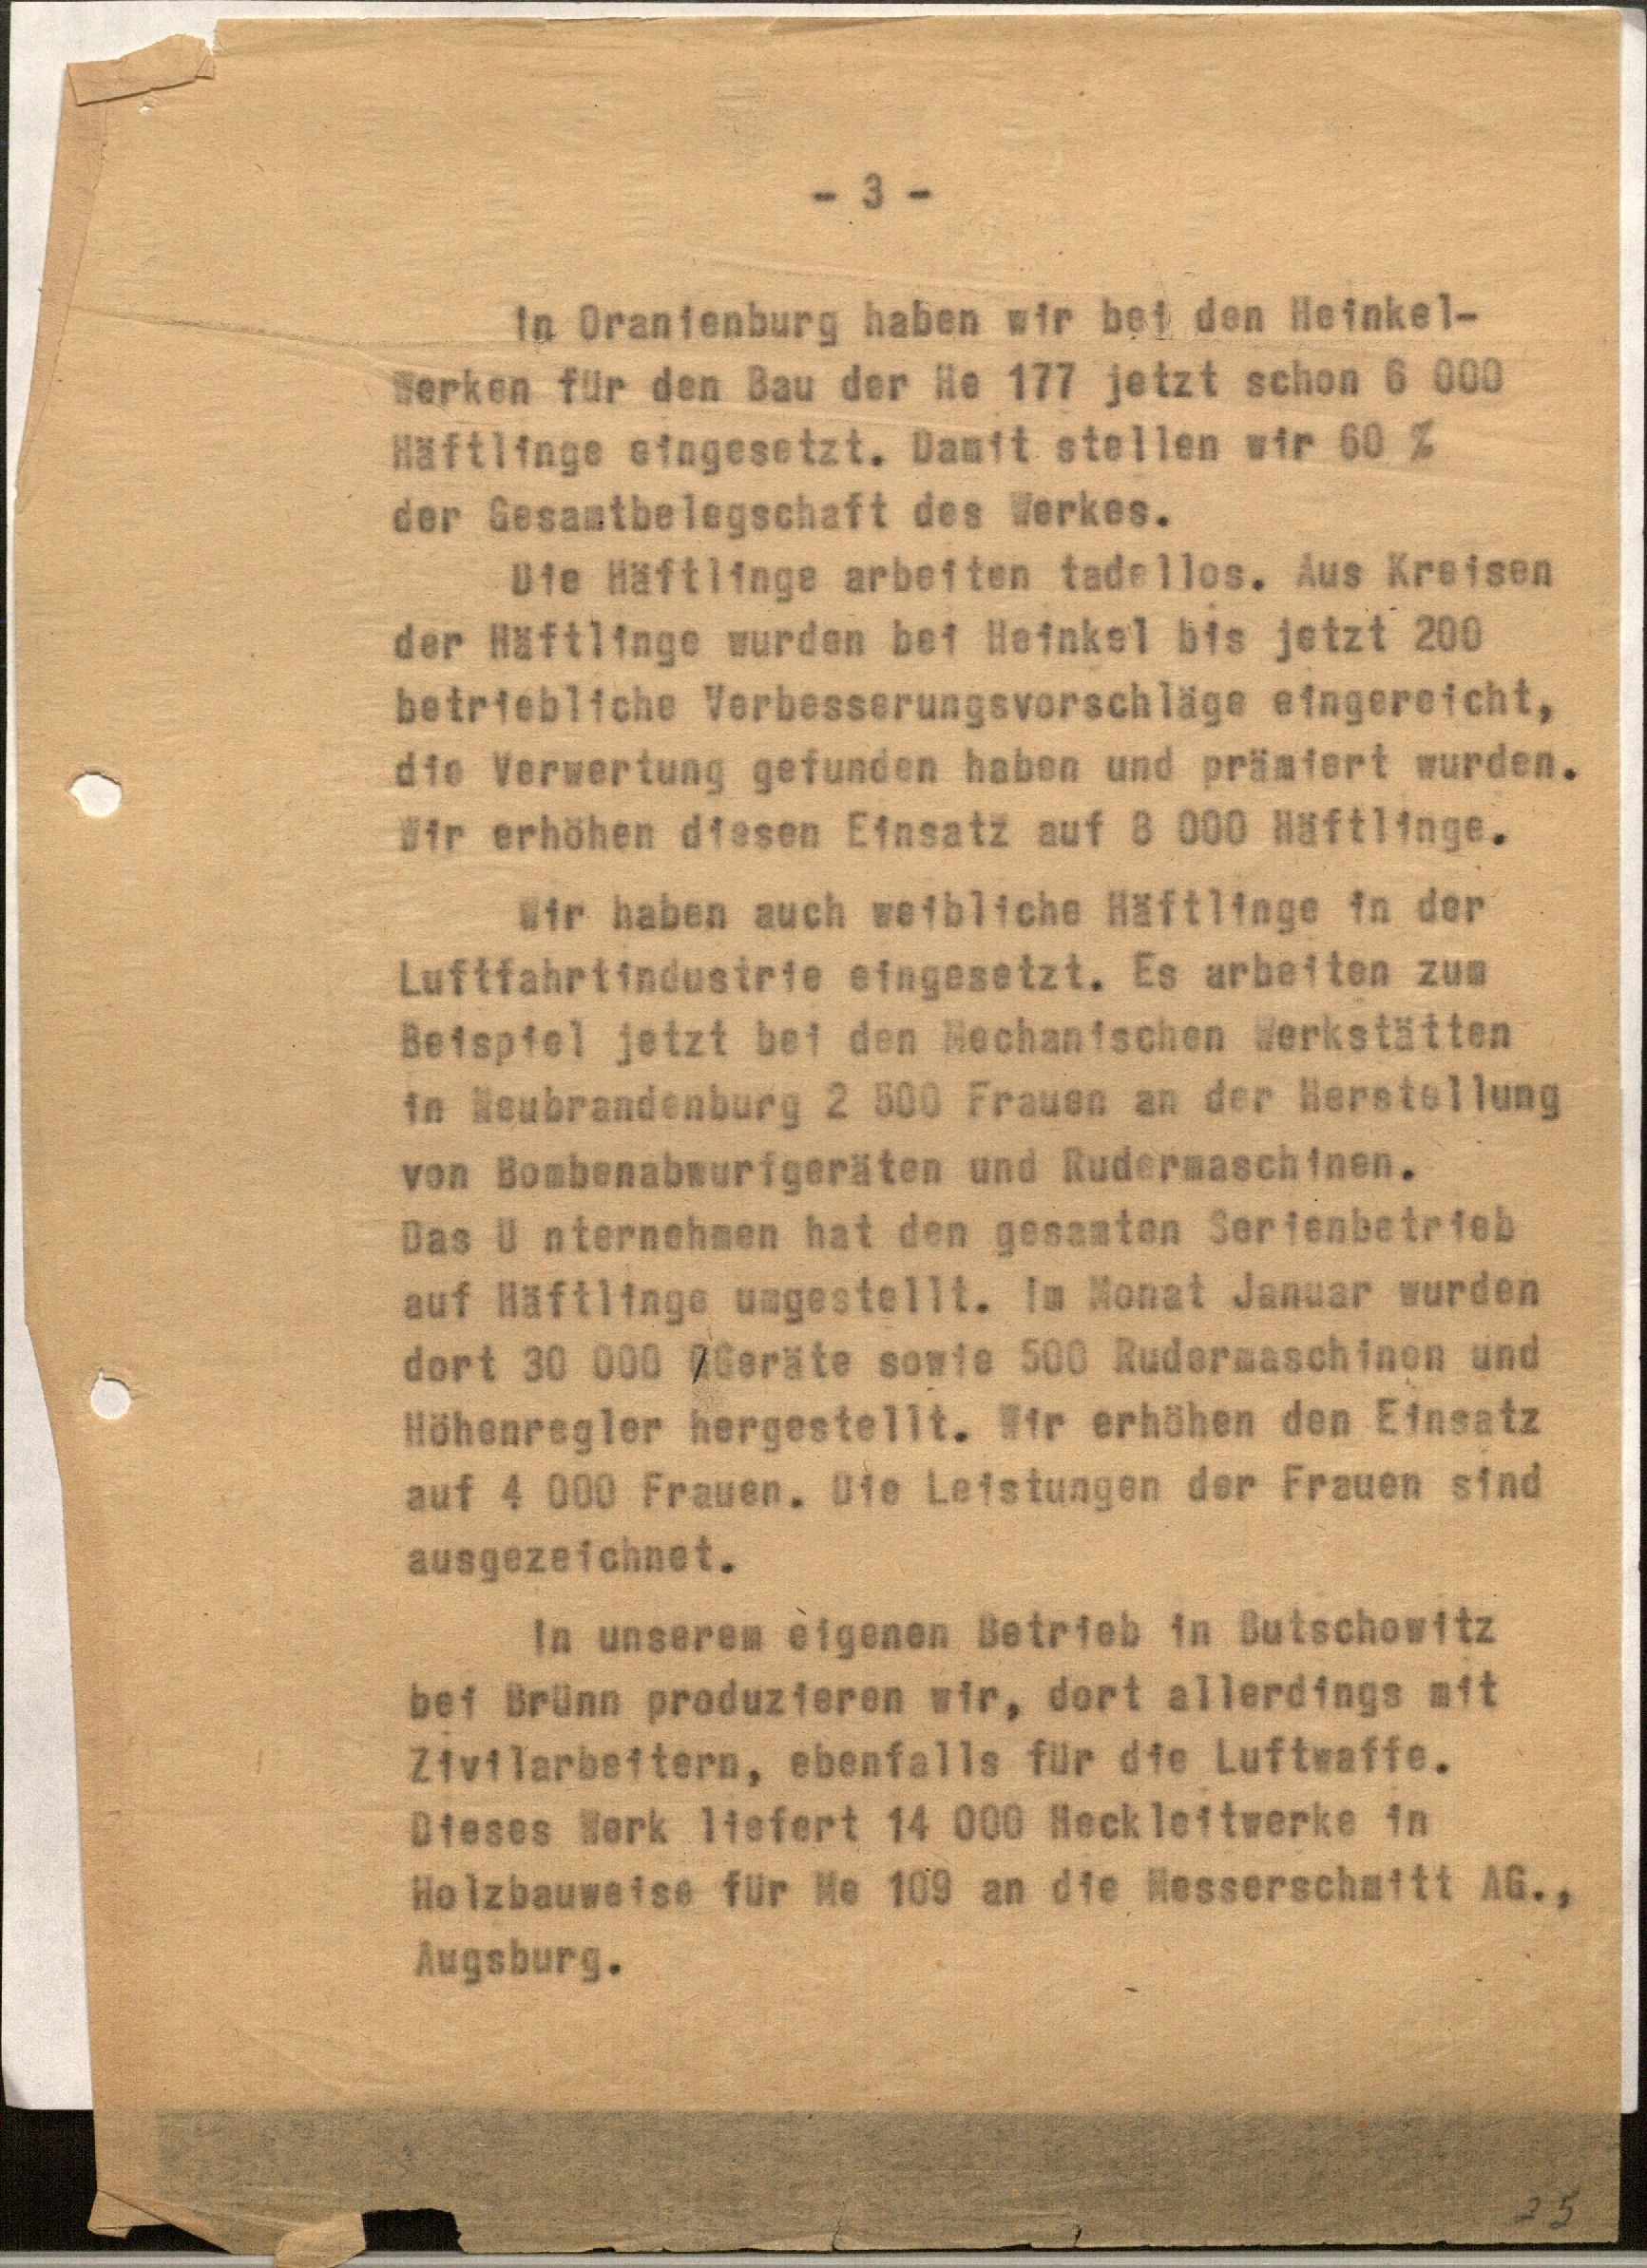 - 3 -
In Oranienburg haben wir bei den Heinkel-
Werken für den Bau der He 177 jetzt schon 6 000
Häftlinge eingesetzt. Damit stellen wir 60 %
der Gesamtbelegschaft des Werkes.
Die Häftlinge arbeiten tadellos. Aus Kreisen
der Häftlinge wurden bei Heinkel bis jetzt 200
betriebliche Verbesserungsvorschläge eingereicht,
die Verwertung gefunden haben und prämiert wurden.
Wir erhöhen diesen Einsatz auf 8 000 Häftlinge.
Wir haben auch weibliche Häftlinge in der
Luftfahrtindustrie eingesetzt. Es arbeiten zum
Beispiel jetzt bei den Mechanischen Werkstätten
in Neubrandenburg 2 500 Frauen an der Herstellung
von Bombenabwurfgeräten und Rudermaschinen.
Das U nternehmen hat den gesamten Serienbetrieb
auf Häftlinge umgestellt. Im Monat Januar wurden
dort 30 000 Geräte sowie 500 Rudermaschinen und
Höhenregler hergestellt. Wir erhöhen den Einsatz
auf 4 000 Frauen. Die Leistungen der Frauen sind
ausgezeichnet.
In unserem eigenen Betrieb in Butschowitz
bei Brünn produzieren wir, dort allerdings mit
Zivilarbeitern, ebenfalls für die Luftwaffe.
Dieses Werk liefert 14 000 Heckleitwerke in
Holzbauweise für Me 109 an die Messerschmitt AG.,
Augsburg.
25